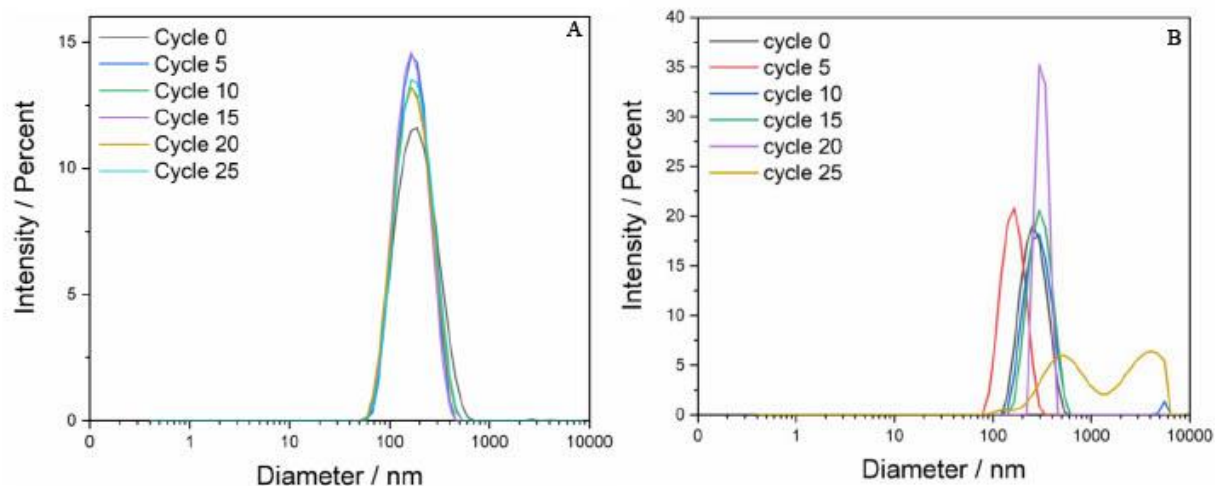 A
Cycle 0
Cycle 5
Cycle 10
Cycle 15
Cycle 20
Cycle 25
15
10
5
0
Intensity / Percent
0 1 10 100 1000 10000
Diameter / nm
B
cycle 0
cycle 5
cycle 10
cycle 15
cycle 20
cycle 25
40
35
30
25
20
15
10
5
0
Intensity / Percent
0 1 10 100 1000 10000
Diameter / nm